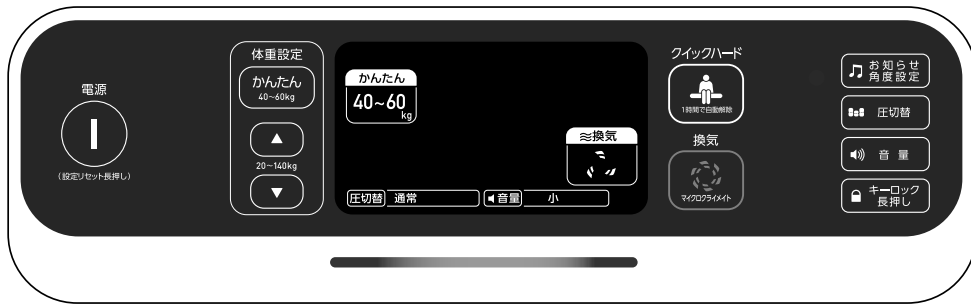 電源
(設定リセット長押し)
体重設定
かんたん
40~60kg
▲
20~140kg
▼
かんたん
40~60
kg
換気
圧切替 通常
音量 小
クイックハード
1時間で自動解除
換気
マイクロクライメイト
お知らせ
角度設定
圧切替
音量
キーロック
長押し